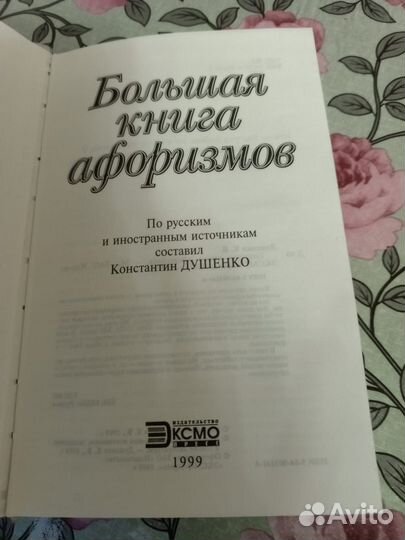 Большая
книга
афоризмов
По русским
и иностранным источникам
составил
Константин ДУШЕНКО
ИЗДАТЕЛЬСТВО
ЭКСМО
ПРЕСС
1999
Avito